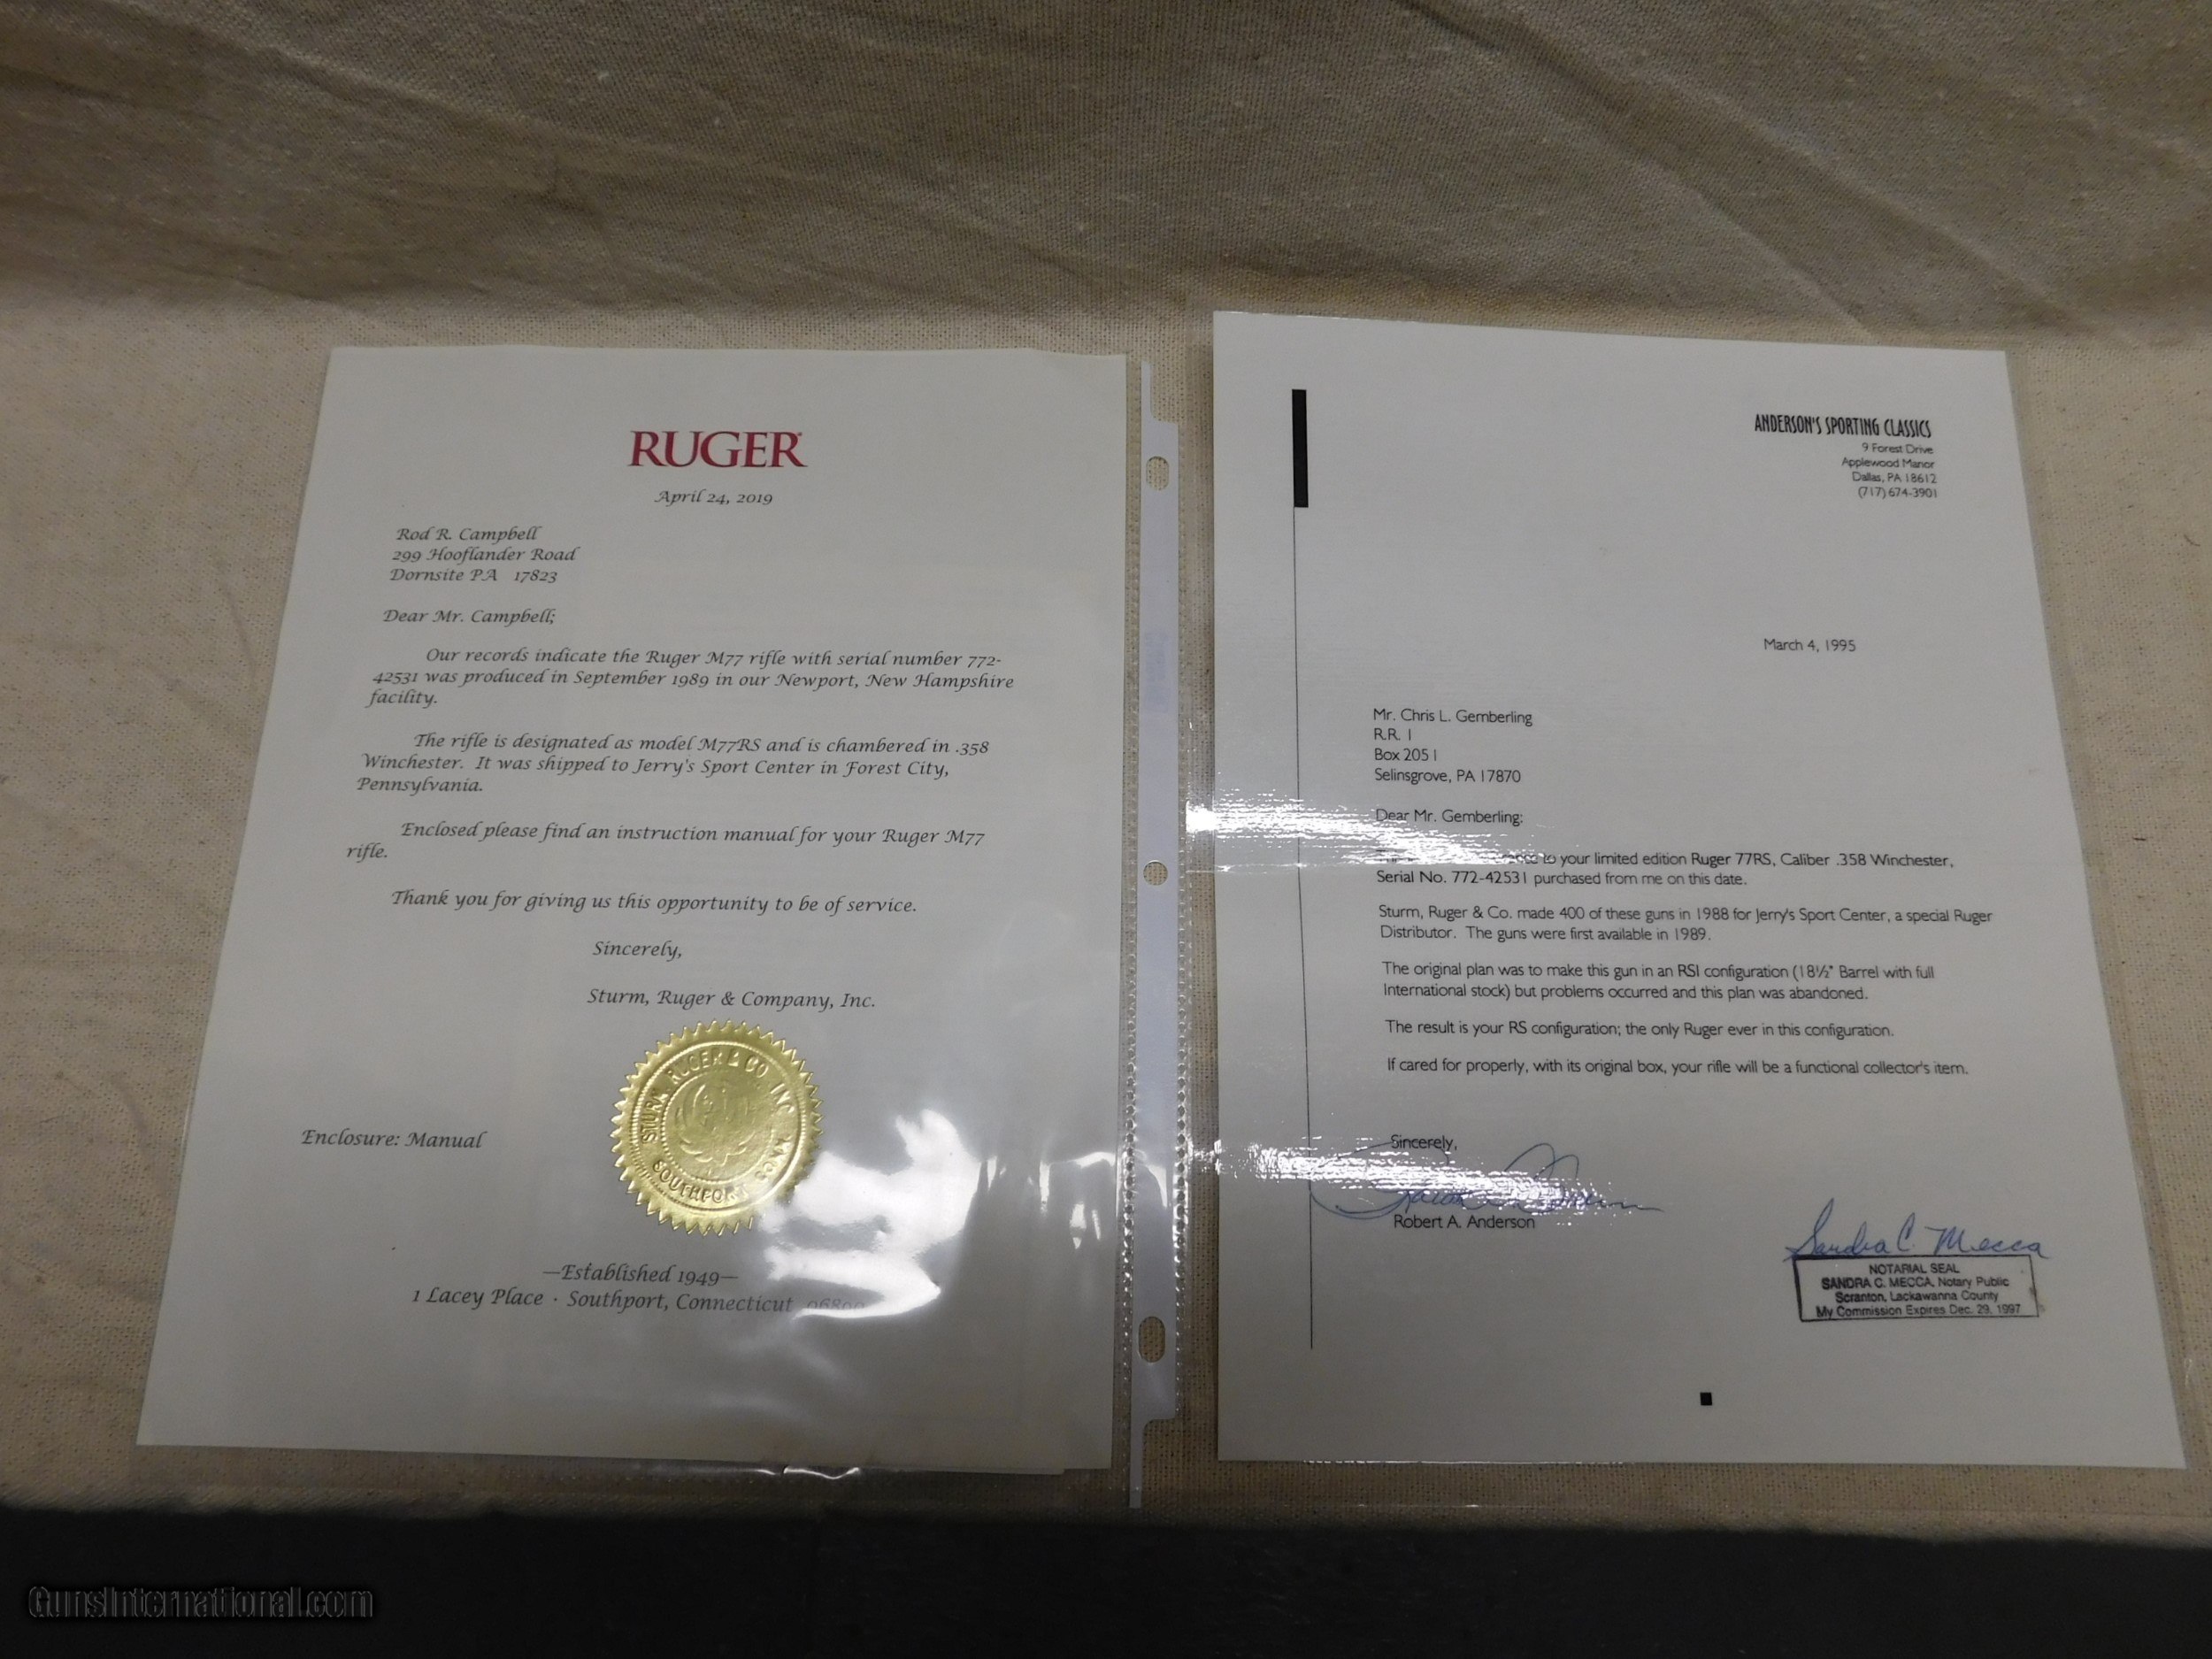 RUGER
April 24, 2019
Rod R. Campbell
299 Hooflander Road
Dornsite PA 17823
Dear Mr. Campbell;
Our records indicate the Ruger M77 rifle with serial number 772-
42531 was produced in September 1989 in our Newport, New Hampshire
facility.
The rifle is designated as model M77RS and is chambered in .358
Winchester. It was shipped to Jerry's Sport Center in Forest City,
Pennsylvania.
Enclosed please find an instruction manual for your Ruger M77
rifle.
Thank you for giving us this opportunity to be of service.
Sincerely,
Sturm, Ruger & Company, Inc.
STURM, RUGER & CO INC
SOUTHPORT CONN
Enclosure: Manual
—Established 1949—
1 Lacey Place · Southport, Connecticut
ANDERSON'S SPORTING CLASSICS
9 Forest Drive
Applewood Manor
Dallas, PA 18612
(717) 674-3901
March 4, 1995
Mr. Chris L. Gemberling
R.R. 1
Box 2051
Selinsgrove, PA 17870
Dear Mr. Gemberling:
to your limited edition Ruger 77RS, Caliber .358 Winchester,
Serial No. 772-42531 purchased from me on this date.
Sturm, Ruger & Co. made 400 of these guns in 1988 for Jerry's Sport Center, a special Ruger
Distributor. The guns were first available in 1989.
The original plan was to make this gun in an RSI configuration (18½" Barrel with full
International stock) but problems occurred and this plan was abandoned.
The result is your RS configuration; the only Ruger ever in this configuration.
If cared for properly, with its original box, your rifle will be a functional collector's item.
Sincerely,
Robert A. Anderson
Sandra C. Mecca
NOTARIAL SEAL
SANDRA C. MECCA, Notary Public
Scranton, Lackawanna County
My Commission Expires Dec. 29, 1997
GunsInternational.com